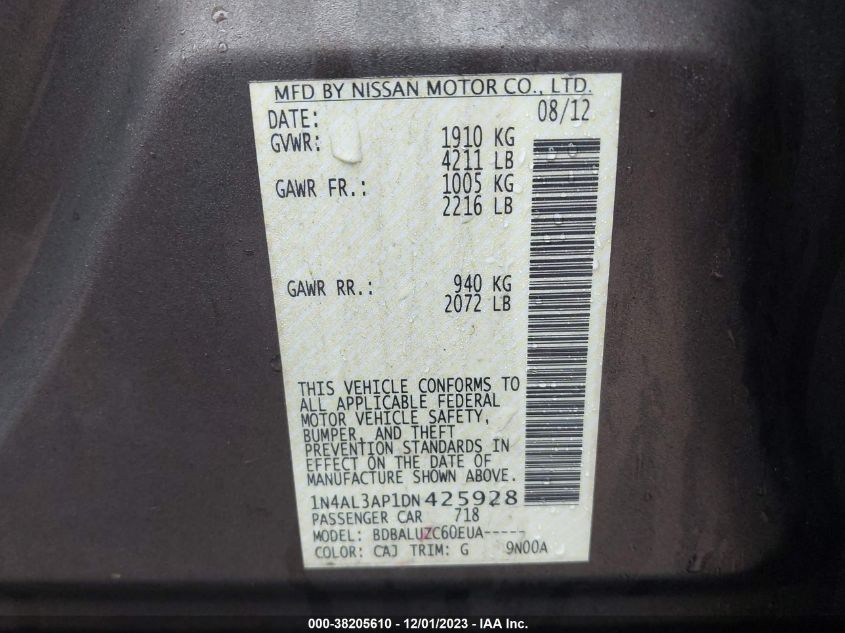 MFD BY NISSAN MOTOR CO., LTD.
DATE: 08/12
GVWR: 1910 KG
4211 LB
GAWR FR.: 1005 KG
2216 LB
GAWR RR.: 940 KG
2072 LB
THIS VEHICLE CONFORMS TO
ALL APPLICABLE FEDERAL
MOTOR VEHICLE SAFETY,
BUMPER, AND THEFT
PREVENTION STANDARDS IN
EFFECT ON THE DATE OF
MANUFACTURE SHOWN ABOVE.
1N4AL3AP1DN425928
PASSENGER CAR 718
MODEL: BDBALUZC60EUA-----
COLOR: CAJ TRIM: G 9N00A
000-38205610 - 12/01/2023 - IAA Inc.